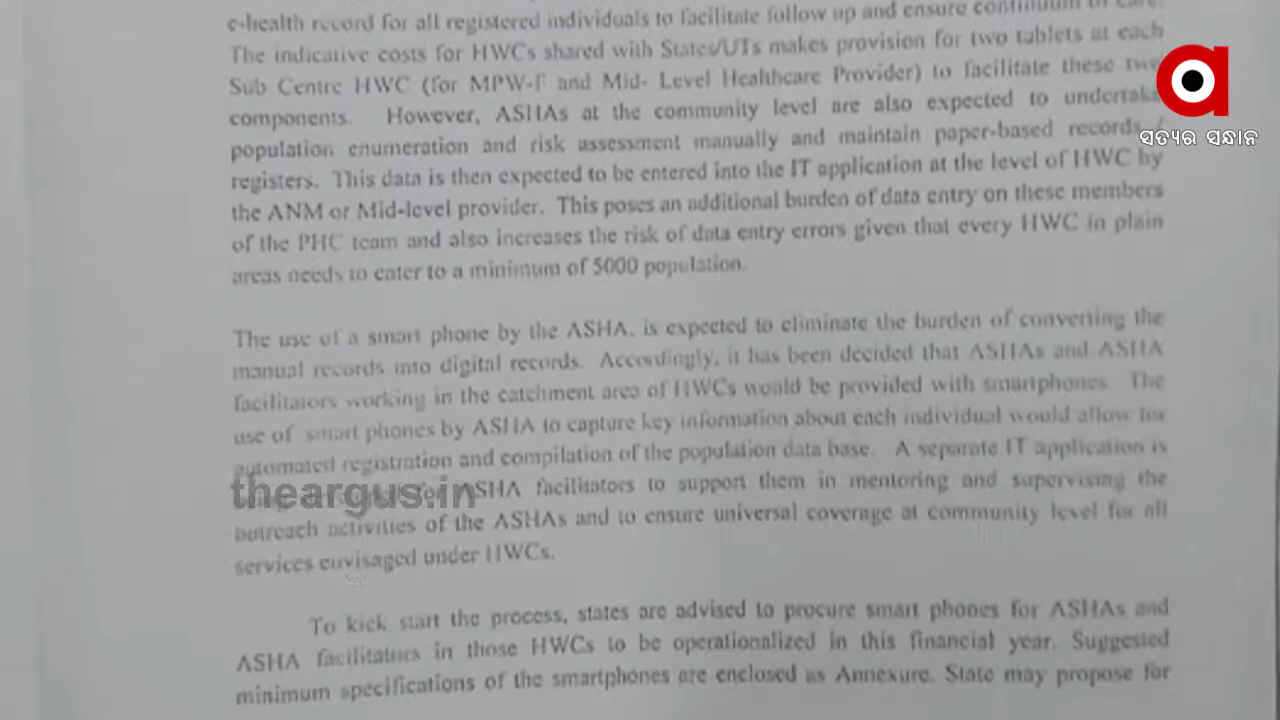 e-health record for all registered individuals to facilitate follow up and ensure continuum of care.
The indicative costs for HWCs shared with States/UTs makes provision for two tablets at each
Sub Centre HWC (for MPW-F and Mid- Level Healthcare Provider) to facilitate these two
components. However, ASHAs at the community level are also expected to undertake
population enumeration and risk assessment manually and maintain paper-based records /
registers. This data is then expected to be entered into the IT application at the level of HWC by
the ANM or Mid-level provider. This poses an additional burden of data entry on these members
of the PHC team and also increases the risk of data entry errors given that every HWC in plain
areas needs to cater to a minimum of 5000 population.
The use of a smart phone by the ASHA, is expected to eliminate the burden of converting the
manual records into digital records. Accordingly, it has been decided that ASHAs and ASHA
facilitators working in the catchment area of HWCs would be provided with smartphones. The
use of smart phones by ASHA to capture key information about each individual would allow for
automated registration and compilation of the population data base. A separate IT application is
for ASHA facilitators to support them in mentoring and supervising the
outreach activities of the ASHAs and to ensure universal coverage at community level for all
services envisaged under HWCs.
To kick start the process, states are advised to procure smart phones for ASHAs and
ASHA facilitators in those HWCs to be operationalized in this financial year. Suggested
minimum specifications of the smartphones are enclosed as Annexure. State may propose for
theargus.in
a
ସତ୍ୟର ସନ୍ଧାନ